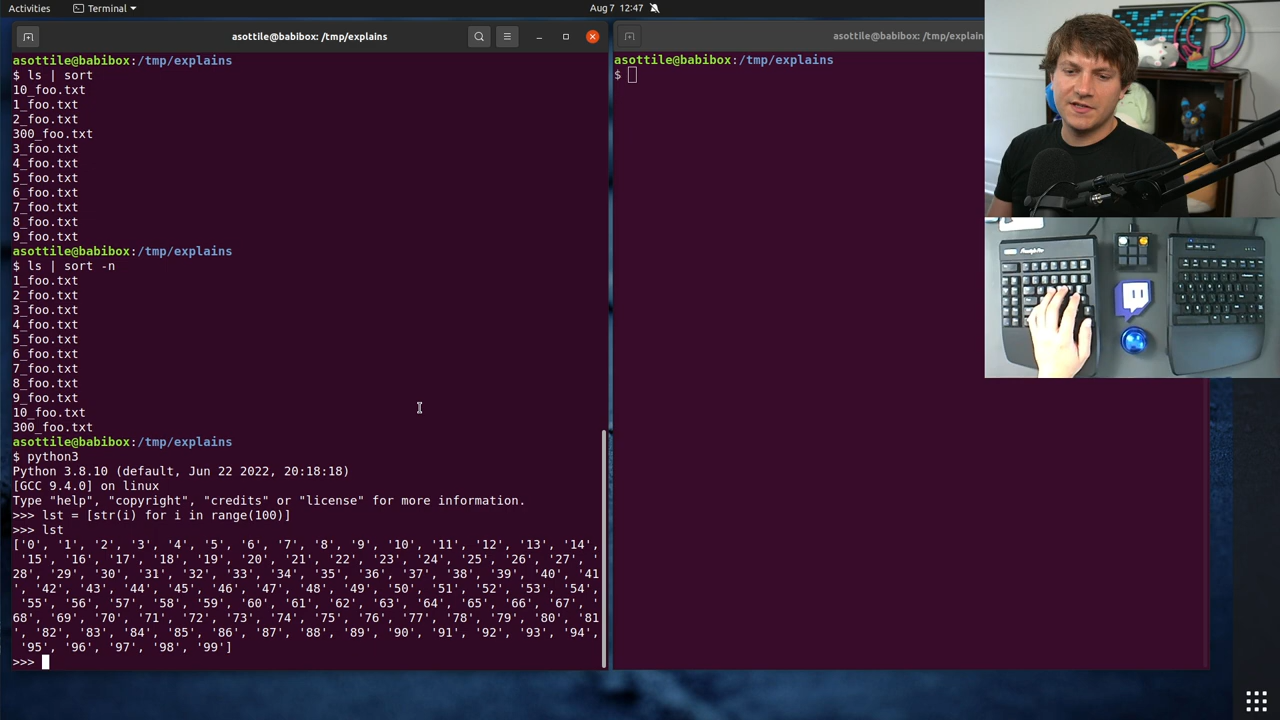 Activities
Terminal
Aug 7 12:47
asottile@babibox: /tmp/explains
asottile@babibox:/tmp/explains
$ ls | sort
10_foo.txt
1_foo.txt
2_foo.txt
300_foo.txt
3_foo.txt
4_foo.txt
5_foo.txt
6_foo.txt
7_foo.txt
8_foo.txt
9_foo.txt
asottile@babibox:/tmp/explains
$ ls | sort -n
1_foo.txt
2_foo.txt
3_foo.txt
4_foo.txt
5_foo.txt
6_foo.txt
7_foo.txt
8_foo.txt
9_foo.txt
10_foo.txt
300_foo.txt
asottile@babibox:/tmp/explains
$ python3
Python 3.8.10 (default, Jun 22 2022, 20:18:18)
[GCC 9.4.0] on linux
Type "help", "copyright", "credits" or "license" for more information.
>>> lst = [str(i) for i in range(100)]
>>> lst
['0', '1', '2', '3', '4', '5', '6', '7', '8', '9', '10', '11', '12', '13', '14',
'15', '16', '17', '18', '19', '20', '21', '22', '23', '24', '25', '26', '27', '
28', '29', '30', '31', '32', '33', '34', '35', '36', '37', '38', '39', '40', '41
', '42', '43', '44', '45', '46', '47', '48', '49', '50', '51', '52', '53', '54',
'55', '56', '57', '58', '59', '60', '61', '62', '63', '64', '65', '66', '67', '
68', '69', '70', '71', '72', '73', '74', '75', '76', '77', '78', '79', '80', '81
', '82', '83', '84', '85', '86', '87', '88', '89', '90', '91', '92', '93', '94',
'95', '96', '97', '98', '99']
>>>
asottile@babibox: /tmp/explain
asottile@babibox:/tmp/explains
$